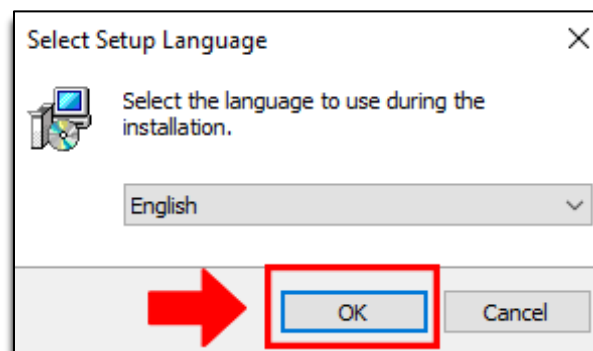 Select Setup Language
Select the language to use during the
installation.
English
OK
Cancel